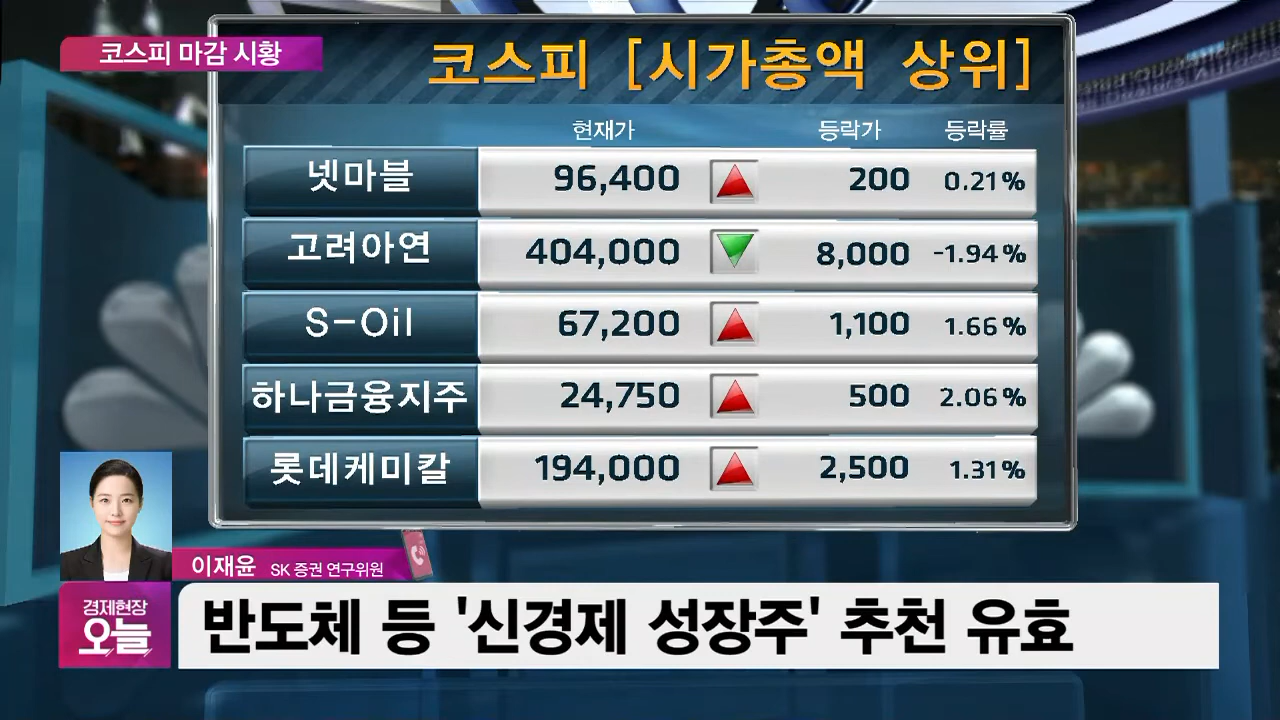 코스피 마감 시황
코스피 [시가총액 상위]
현재가 등락가 등락률
넷마블 96,400 ▲ 200 0.21%
고려아연 404,000 ▼ 8,000 -1.94%
S-Oil 67,200 ▲ 1,100 1.66%
하나금융지주 24,750 ▲ 500 2.06%
롯데케미칼 194,000 ▲ 2,500 1.31%
이재윤 SK 증권 연구위원
경제현장
오늘
반도체 등 '신경제 성장주' 추천 유효